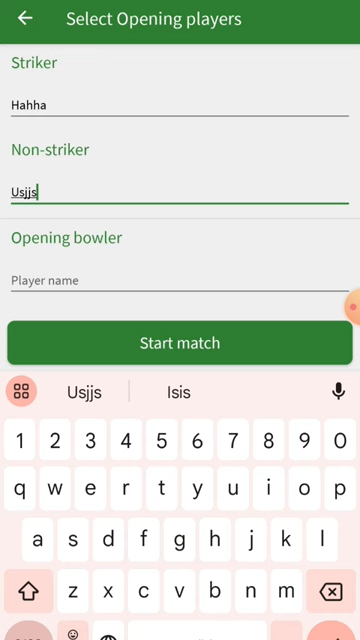 Select Opening players
Striker
Hahha
Non-striker
Usjjs
Opening bowler
Player name
Start match
Usjjs Isis
1 2 3 4 5 6 7 8 9 0
q w e r t y u i o p
a s d f g h j k l
z x c v b n m